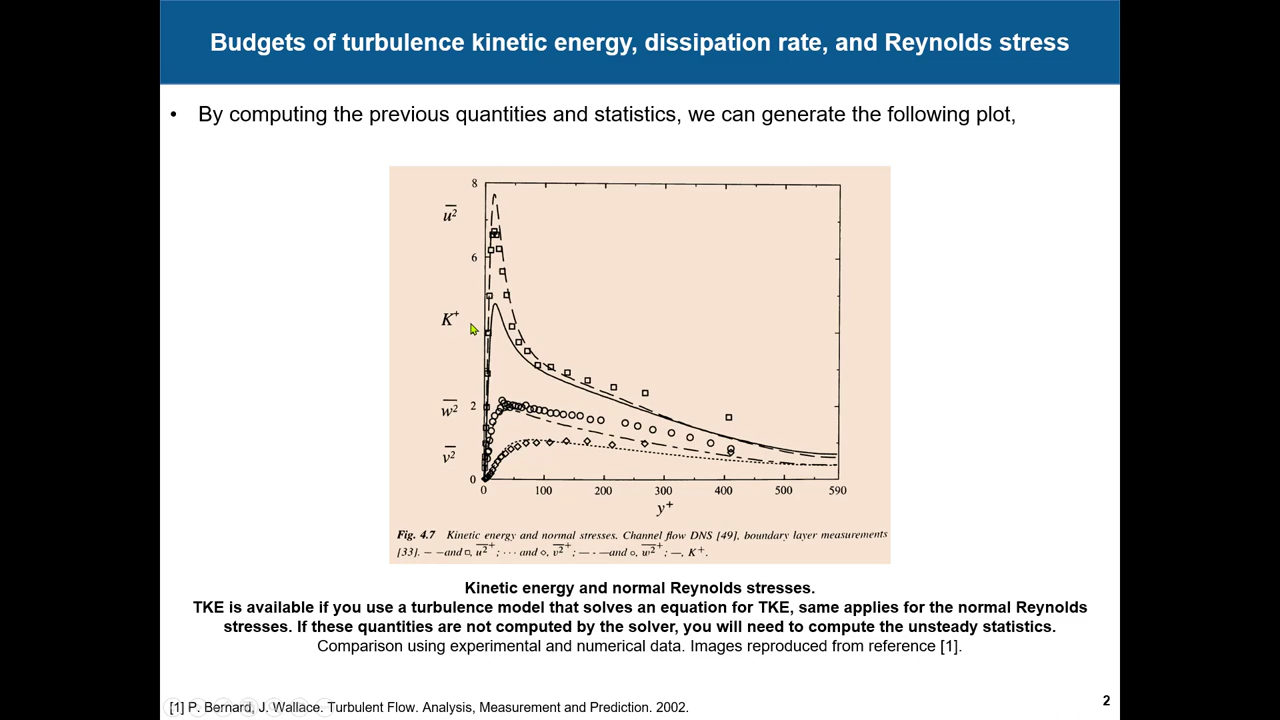 Budgets of turbulence kinetic energy, dissipation rate, and Reynolds stress
• By computing the previous quantities and statistics, we can generate the following plot,
8
u²
6
K⁺
w² 2
v²
0
0 100 200 300 400 500 590
y⁺
Fig. 4.7 Kinetic energy and normal stresses. Channel flow DNS [49], boundary layer measurements
[33]. – –and □, u²⁺; ··· and ⋄, v²⁺; — - —and ○, w²⁺; —, K⁺.
Kinetic energy and normal Reynolds stresses.
TKE is available if you use a turbulence model that solves an equation for TKE, same applies for the normal Reynolds
stresses. If these quantities are not computed by the solver, you will need to compute the unsteady statistics.
Comparison using experimental and numerical data. Images reproduced from reference [1].
[1] P. Bernard, J. Wallace. Turbulent Flow. Analysis, Measurement and Prediction. 2002.
2